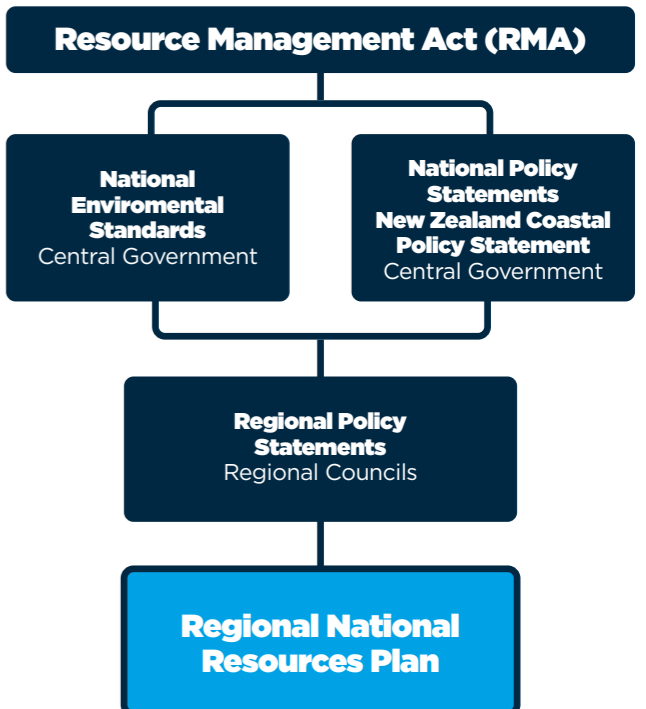 Resource Management Act (RMA)
National
Enviromental
Standards
Central Government
National Policy
Statements
New Zealand Coastal
Policy Statement
Central Government
Regional Policy
Statements
Regional Councils
Regional National
Resources Plan